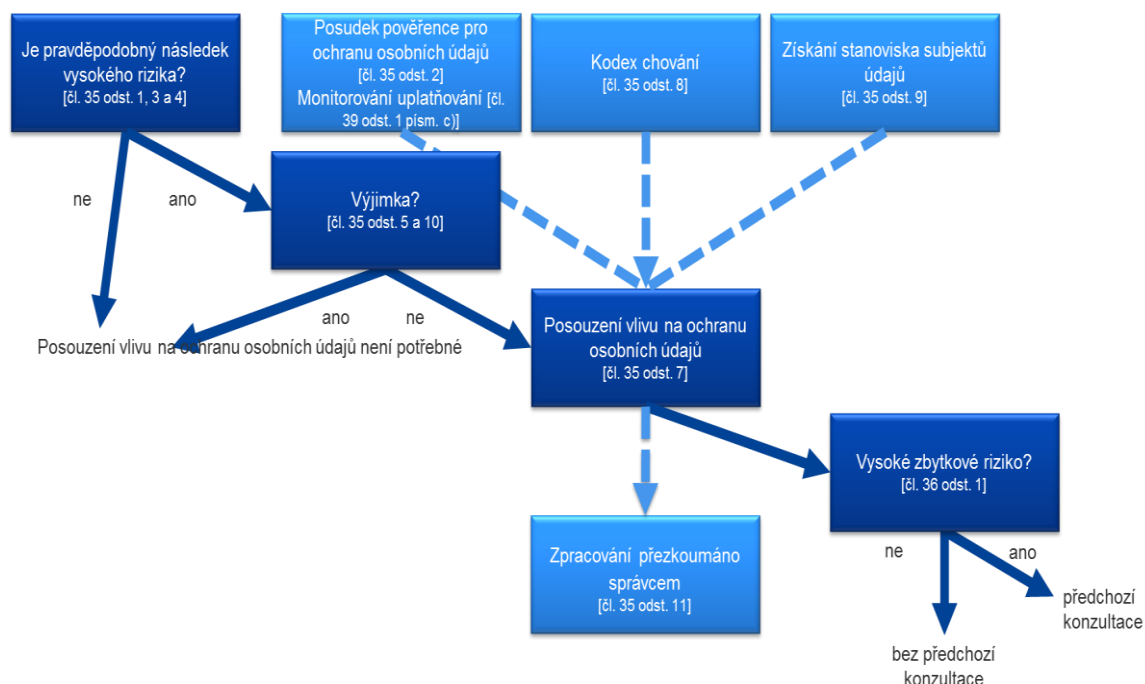 Je pravděpodobný následek
vysokého rizika?
[čl. 35 odst. 1, 3 a 4]
Posudek pověřence pro
ochranu osobních údajů
[čl. 35 odst. 2]
Monitorování uplatňování [čl.
39 odst. 1 písm. c)]
Kodex chování
[čl. 35 odst. 8]
Získání stanoviska subjektů
údajů
[čl. 35 odst. 9]
ne
ano
Výjimka?
[čl. 35 odst. 5 a 10]
ano
ne
Posouzení vlivu na ochranu osobních údajů není potřebné
Posouzení vlivu na ochranu
osobních údajů
[čl. 35 odst. 7]
Vysoké zbytkové riziko?
[čl. 36 odst. 1]
Zpracování přezkoumáno
správcem
[čl. 35 odst. 11]
ne
ano
předchozí
konzultace
bez předchozí
konzultace